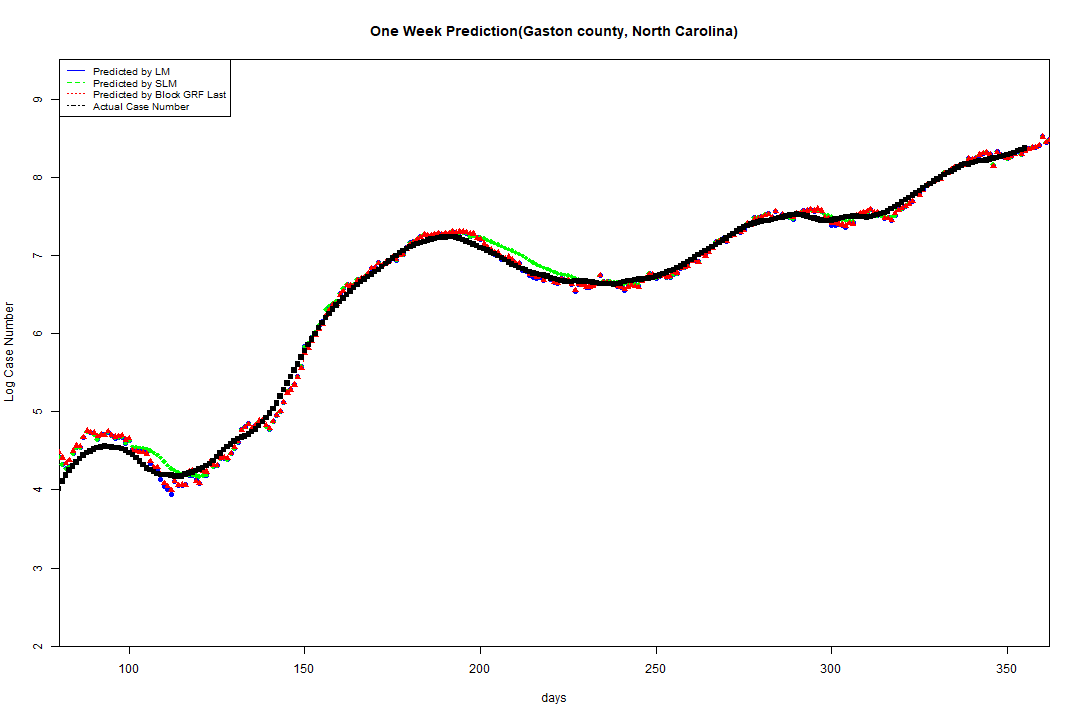 One Week Prediction(Gaston county, North Carolina)
Predicted by LM
Predicted by SLM
Predicted by Block GRF Last
Actual Case Number
9
8
7
6
5
4
3
2
Log Case Number
100 150 200 250 300 350
days